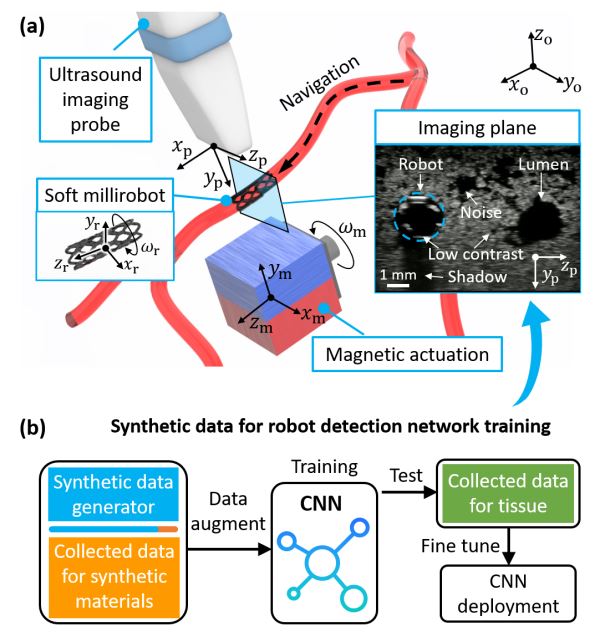 (a)
Ultrasound
imaging
probe
Navigation
z_o
x_o
y_o
x_p
z_p
y_p
Imaging plane
Robot
Lumen
Noise
Low contrast
1 mm
Shadow
z_p
y_p
Soft millirobot
y_r
ω_r
z_r
x_r
ω_m
y_m
x_m
z_m
Magnetic actuation
(b)
Synthetic data for robot detection network training
Synthetic data
generator
Collected data
for synthetic
materials
Data
augment
Training
CNN
Test
Collected data
for tissue
Fine tune
CNN
deployment